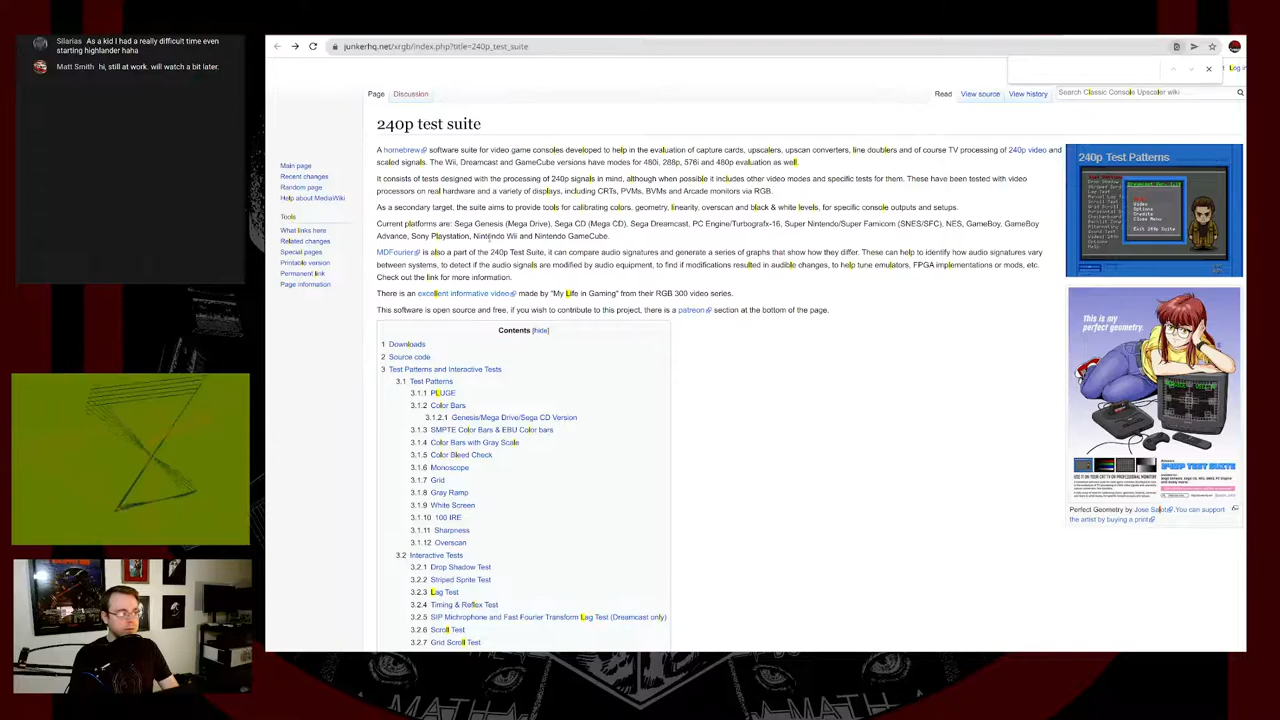 Silarias As a kid I had a really difficult time even
starting highlander haha
Matt Smith hi, still at work. will watch a bit later.
junkerhq.net/xrgb/index.php?title=240p_test_suite
Log in
Page Discussion Read View source View history Search Classic Console Upscaler wiki
240p test suite
Main page
Recent changes
Random page
Help about MediaWiki
Tools
What links here
Related changes
Special pages
Printable version
Permanent link
Page information
A homebrew software suite for video game consoles developed to help in the evaluation of capture cards, upscalers, upscan converters, line doublers and of course TV processing of 240p video and
scaled signals. The Wii, Dreamcast and GameCube versions have modes for 480i, 288p, 576i and 480p evaluation as well.
It consists of tests designed with the processing of 240p signals in mind, although when possible it includes other video modes and specific tests for them. These have been tested with video
processors on real hardware and a variety of displays, including CRTs, PVMs, BVMs and Arcade monitors via RGB.
As a secondary target, the suite aims to provide tools for calibrating colors, geometry, linearity, overscan and black & white levels, for specific console outputs and setups.
Current platforms are: Sega Genesis (Mega Drive), Sega CD (Mega CD), Sega Dreamcast, PC Engine/Turbografx-16, Super Nintendo/Super Famicom (SNES/SFC), NES, GameBoy, GameBoy
Advance, Sony Playstation, Nintendo Wii and Nintendo GameCube.
MDFourier is also a part of the 240p Test Suite, it can compare audio signatures and generate a series of graphs that show how they differ. These can help to identify how audio signatures vary
between systems, to detect if the audio signals are modified by audio equipment, to find if modifications resulted in audible changes, to help tune emulators, FPGA implementations or mods, etc.
Check out the link for more information.
There is an excellent informative video made by "My Life in Gaming" from their RGB 300 video series.
This software is open source and free, if you wish to contribute to this project, there is a patreon section at the bottom of the page.
Contents [hide]
1 Downloads
2 Source code
3 Test Patterns and Interactive Tests
3.1 Test Patterns
3.1.1 PLUGE
3.1.2 Color Bars
3.1.2.1 Genesis/Mega Drive/Sega CD Version
3.1.3 SMPTE Color Bars & EBU Color bars
3.1.4 Color Bars with Gray Scale
3.1.5 Color Bleed Check
3.1.6 Monoscope
3.1.7 Grid
3.1.8 Gray Ramp
3.1.9 White Screen
3.1.10 100 IRE
3.1.11 Sharpness
3.1.12 Overscan
3.2 Interactive Tests
3.2.1 Drop Shadow Test
3.2.2 Striped Sprite Test
3.2.3 Lag Test
3.2.4 Timing & Reflex Test
3.2.5 SIP Michrophone and Fast Fourier Transform Lag Test (Dreamcast only)
3.2.6 Scroll Test
3.2.7 Grid Scroll Test
240p Test Patterns
This is my
perfect geometry.
240P TEST SUITE
Perfect Geometry by Jose Salot. You can support
the artist by buying a print